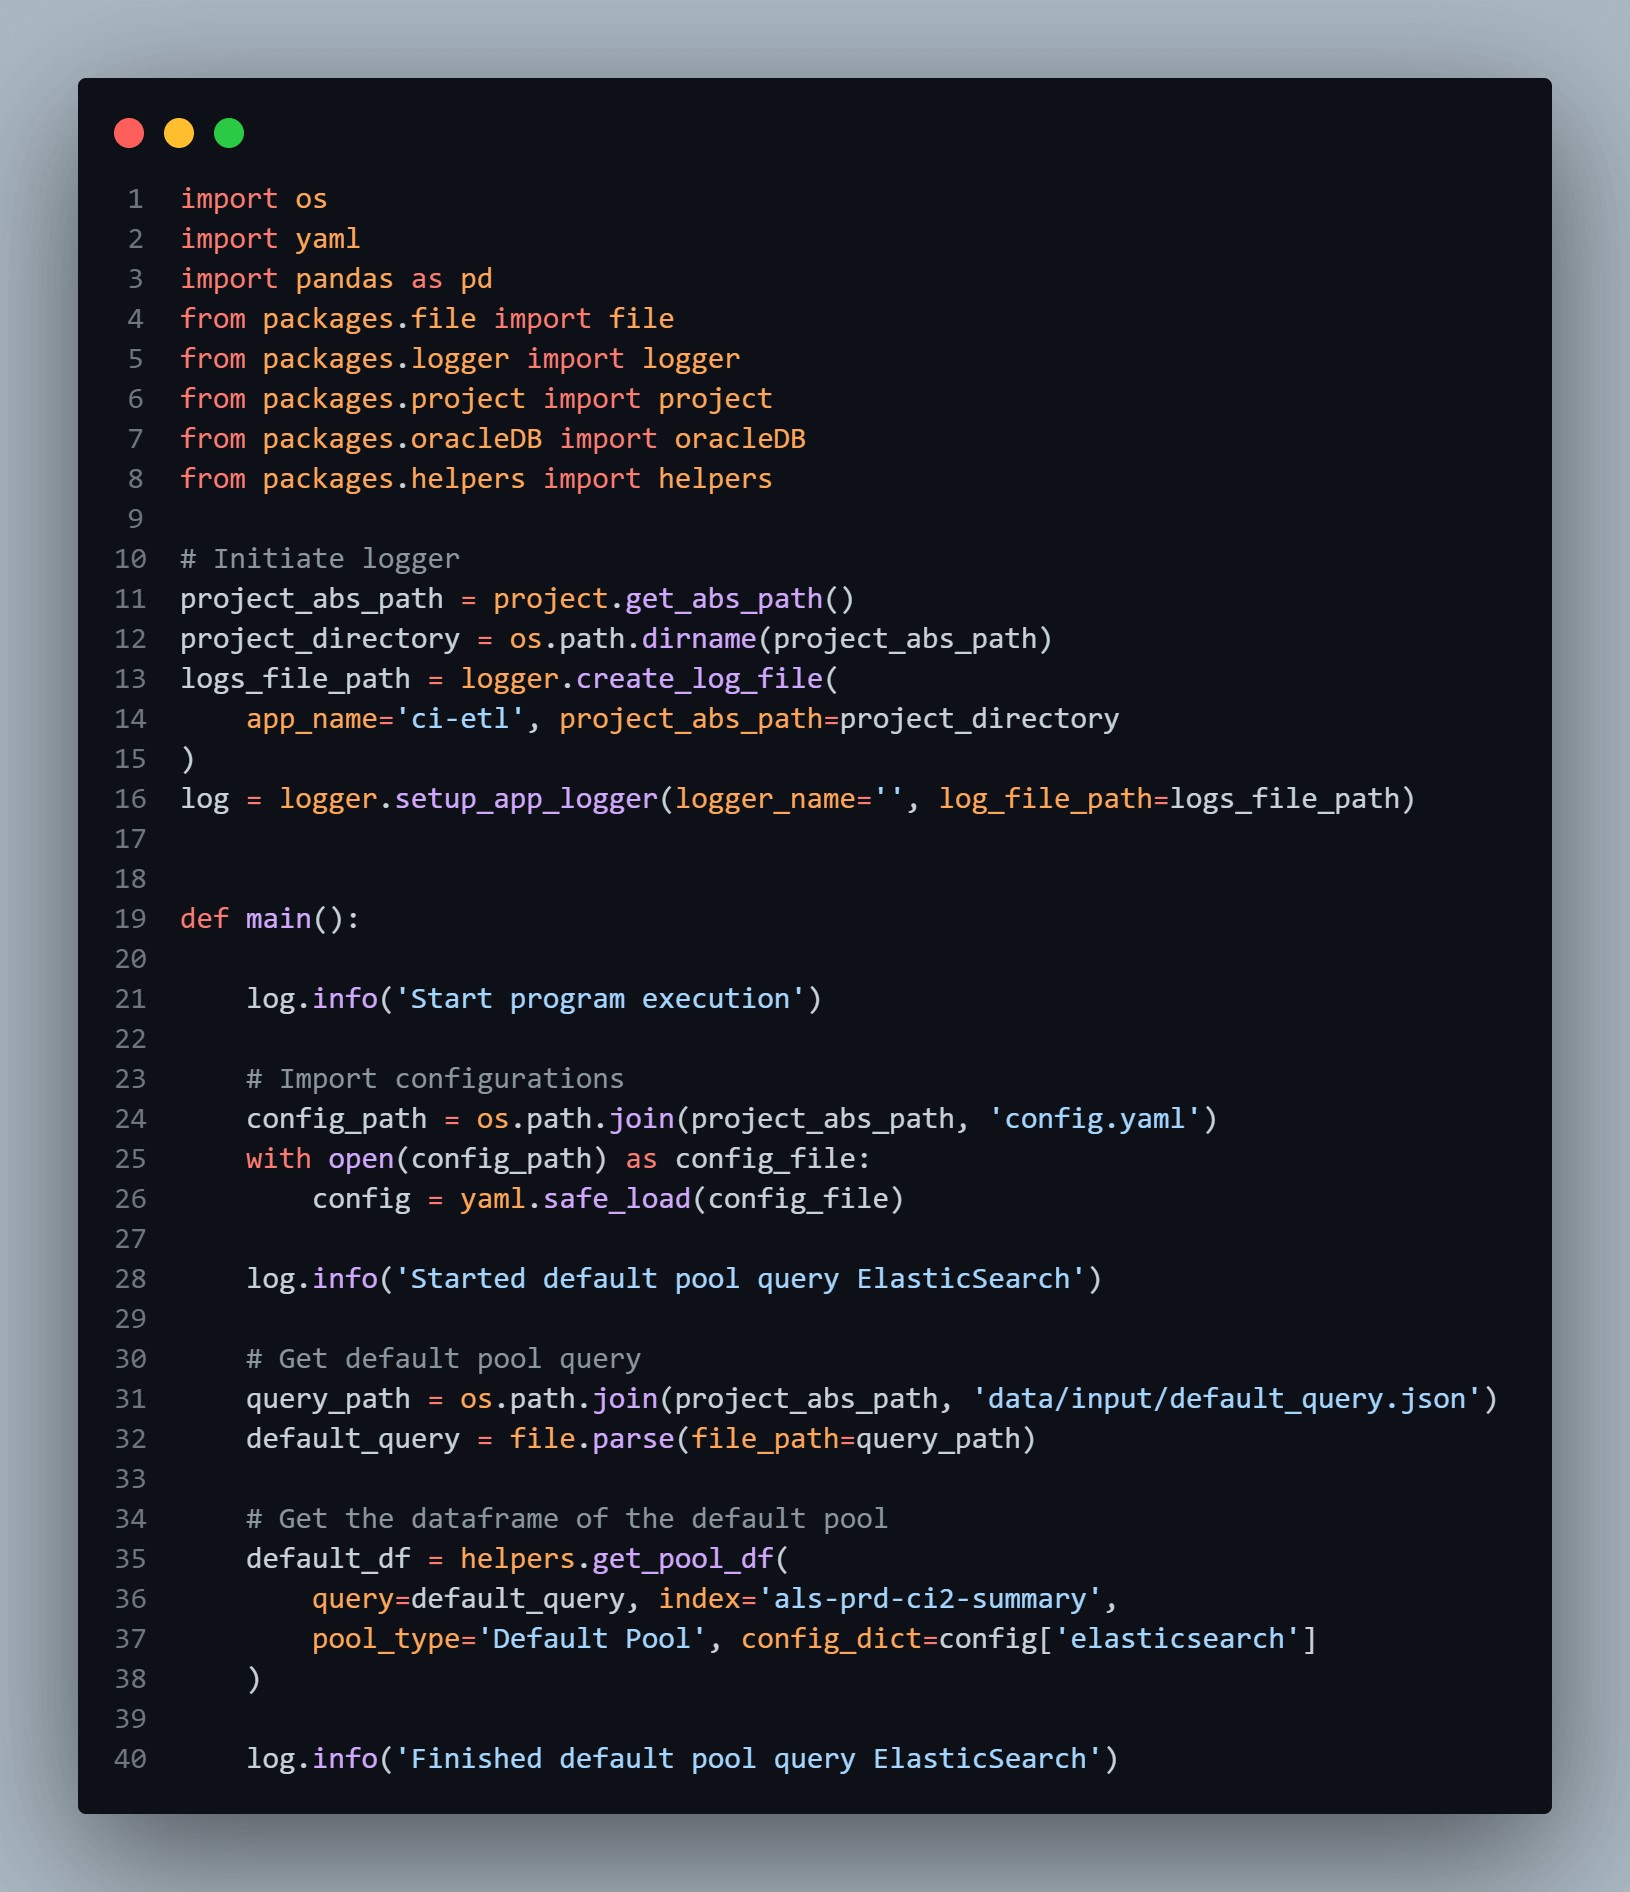 1 import os
2 import yaml
3 import pandas as pd
4 from packages.file import file
5 from packages.logger import logger
6 from packages.project import project
7 from packages.oracleDB import oracleDB
8 from packages.helpers import helpers
9
10 # Initiate logger
11 project_abs_path = project.get_abs_path()
12 project_directory = os.path.dirname(project_abs_path)
13 logs_file_path = logger.create_log_file(
14     app_name='ci-etl', project_abs_path=project_directory
15 )
16 log = logger.setup_app_logger(logger_name='', log_file_path=logs_file_path)
17
18
19 def main():
20
21     log.info('Start program execution')
22
23     # Import configurations
24     config_path = os.path.join(project_abs_path, 'config.yaml')
25     with open(config_path) as config_file:
26         config = yaml.safe_load(config_file)
27
28     log.info('Started default pool query ElasticSearch')
29
30     # Get default pool query
31     query_path = os.path.join(project_abs_path, 'data/input/default_query.json')
32     default_query = file.parse(file_path=query_path)
33
34     # Get the dataframe of the default pool
35     default_df = helpers.get_pool_df(
36         query=default_query, index='als-prd-ci2-summary',
37         pool_type='Default Pool', config_dict=config['elasticsearch']
38     )
39
40     log.info('Finished default pool query ElasticSearch')